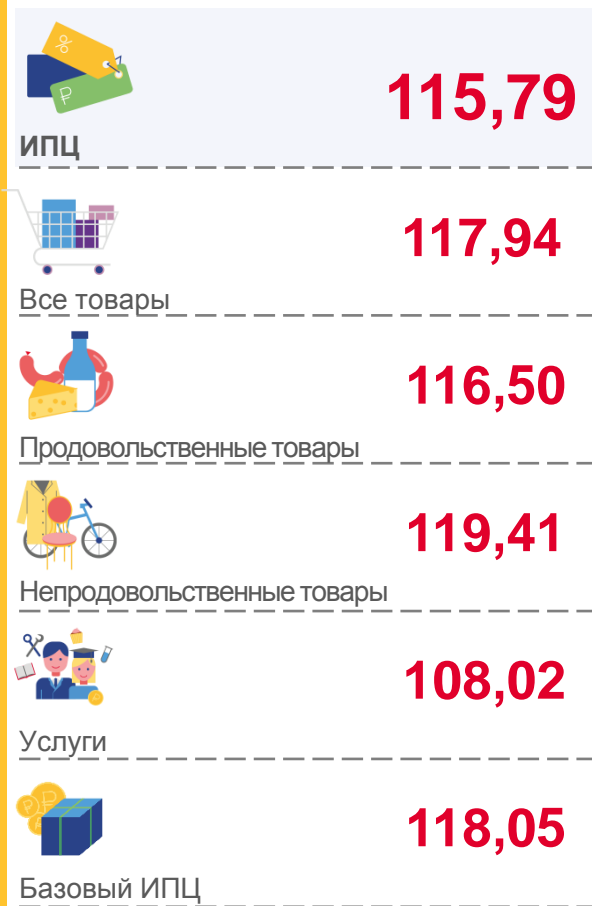 %
₽
115,79
ИПЦ
117,94
Все товары
116,50
Продовольственные товары
119,41
Непродовольственные товары
108,02
Услуги
₽
₽
118,05
Базовый ИПЦ